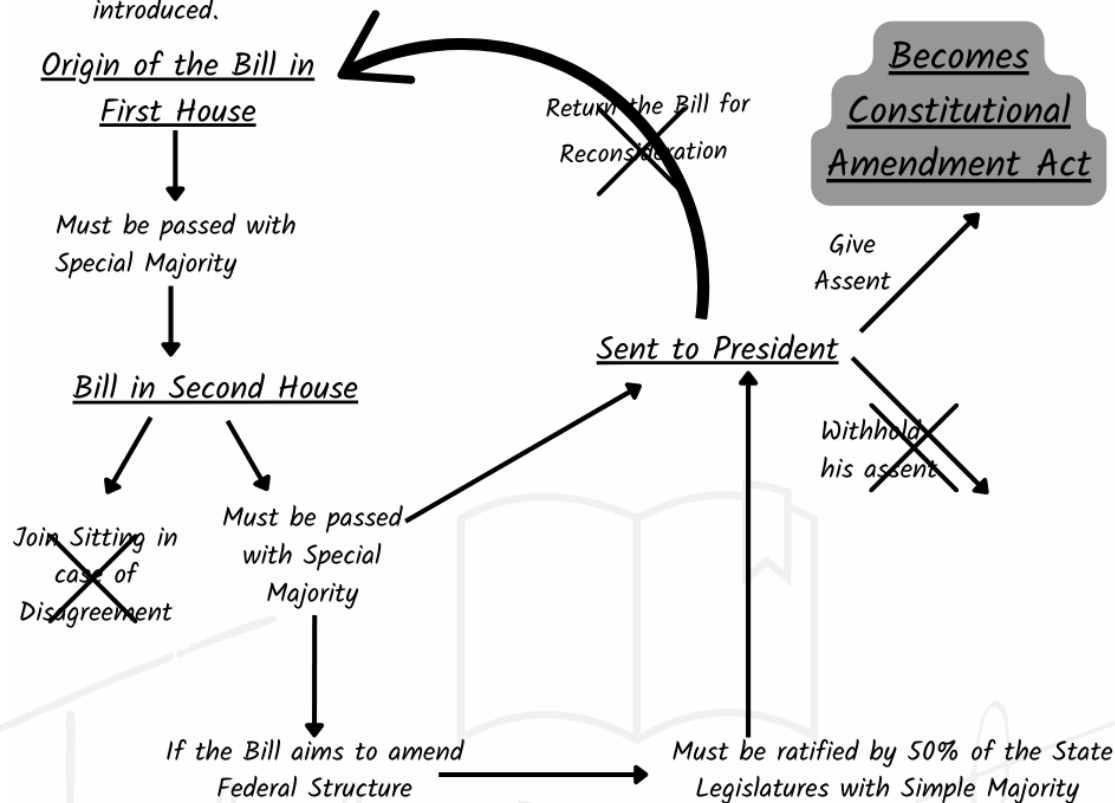 introduced.
Origin of the Bill in
First House
Must be passed with
Special Majority
Bill in Second House
Join Sitting in
case of
Disagreement
Must be passed
with Special
Majority
If the Bill aims to amend
Federal Structure
Must be ratified by 50% of the State
Legislatures with Simple Majority
Sent to President
Return the Bill for
Reconsideration
Give
Assent
Withhold
his assent
Becomes
Constitutional
Amendment Act